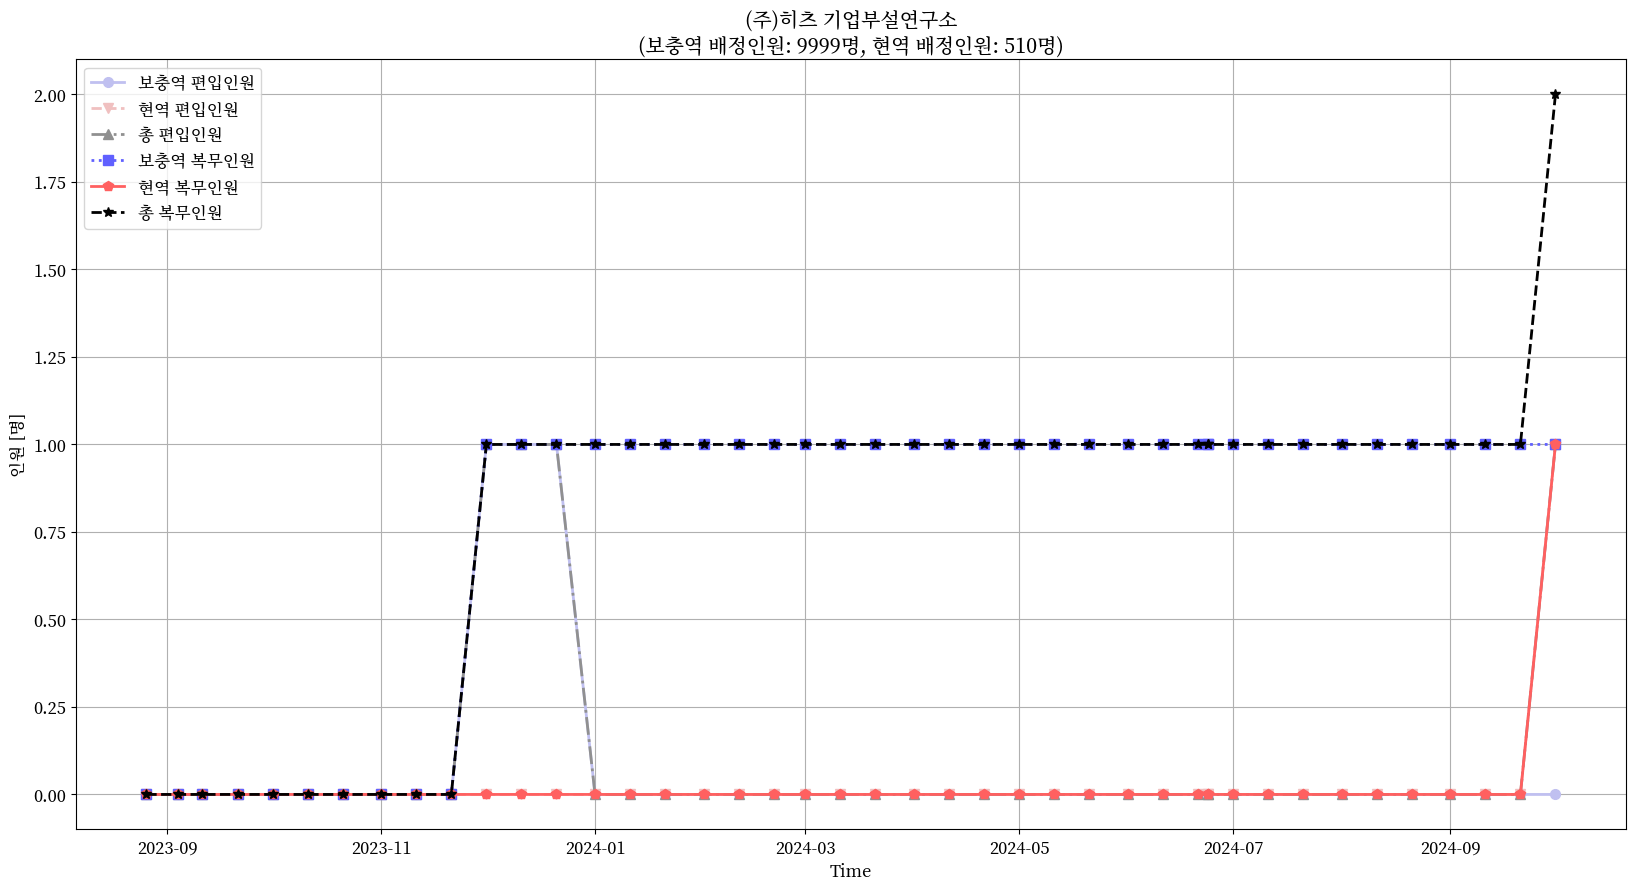 (주)히츠 기업부설연구소
(보충역 배정인원: 9999명, 현역 배정인원: 510명)
보충역 편입인원
현역 편입인원
총 편입인원
보충역 복무인원
현역 복무인원
총 복무인원
인원 [명]
2.00
1.75
1.50
1.25
1.00
0.75
0.50
0.25
0.00
2023-09 2023-11 2024-01 2024-03 2024-05 2024-07 2024-09
Time